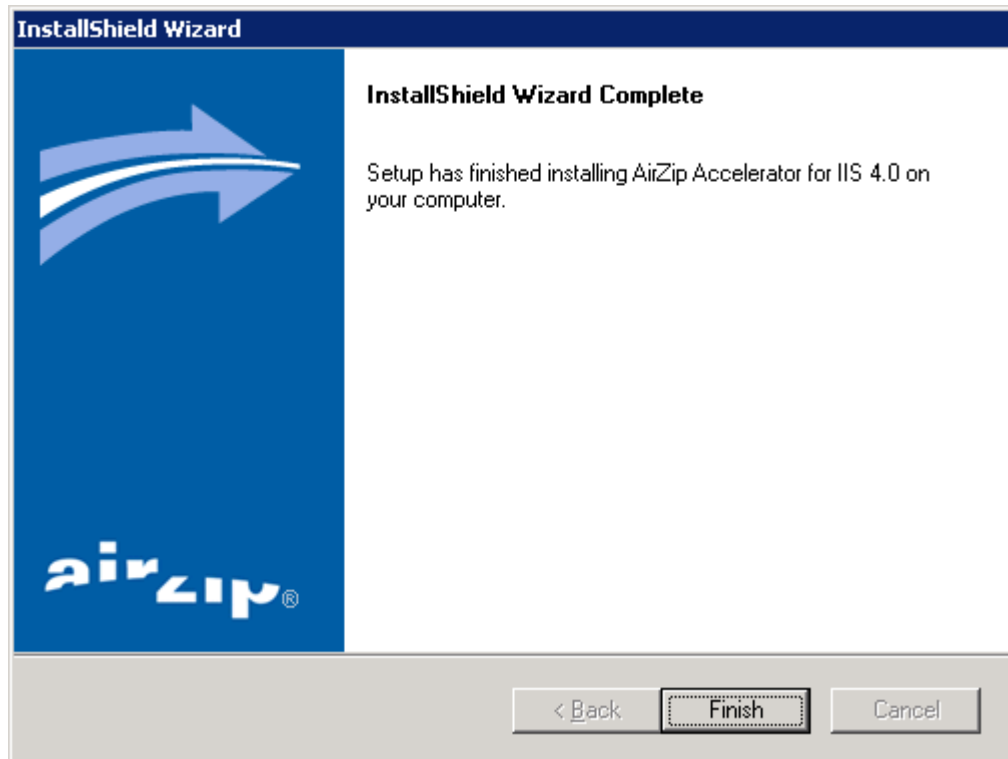 InstallShield Wizard
InstallShield Wizard Complete
Setup has finished installing AirZip Accelerator for IIS 4.0 on
your computer.
airzip®
< Back
Finish
Cancel